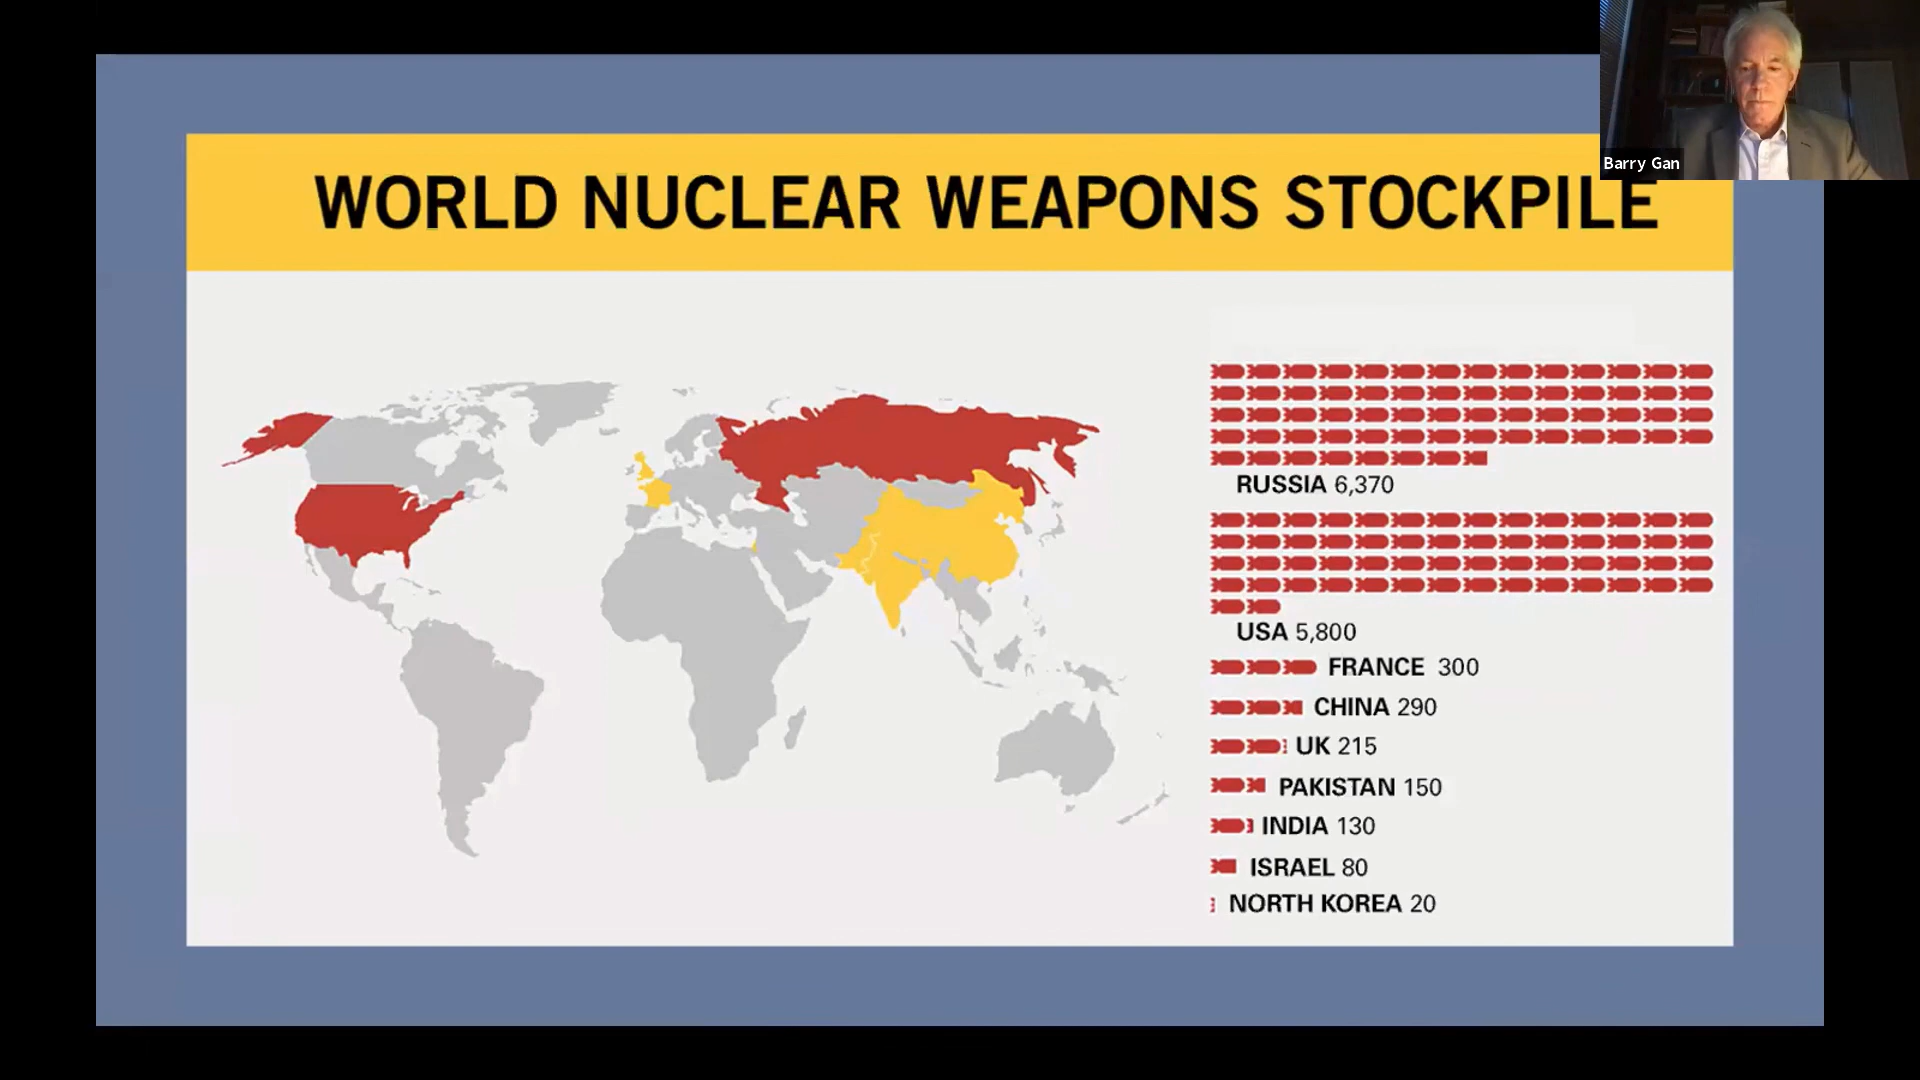 Barry Gan
WORLD NUCLEAR WEAPONS STOCKPILE
RUSSIA 6,370
USA 5,800
FRANCE 300
CHINA 290
UK 215
PAKISTAN 150
INDIA 130
ISRAEL 80
NORTH KOREA 20